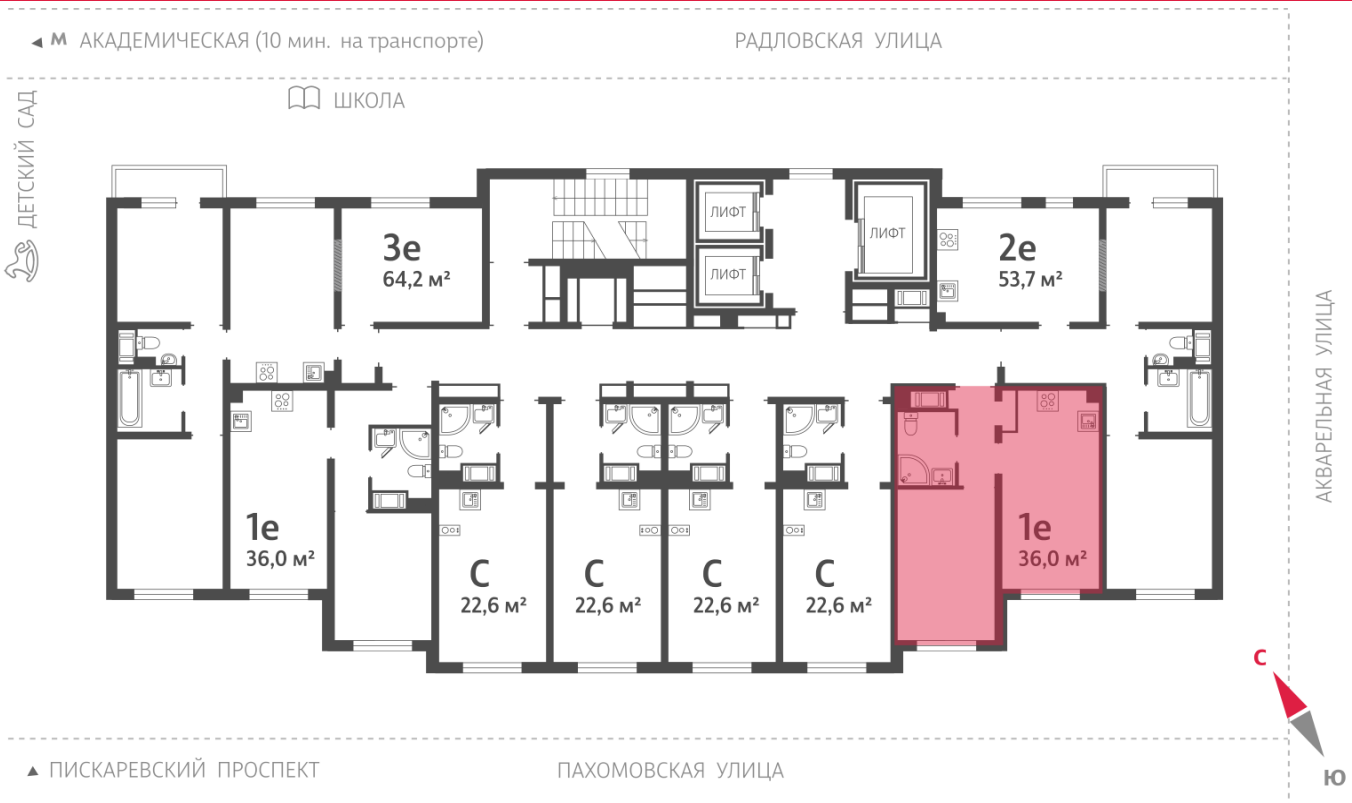 М АКАДЕМИЧЕСКАЯ (10 мин. на транспорте)
РАДЛОВСКАЯ УЛИЦА
ШКОЛА
ДЕТСКИЙ САД
ЛИФТ
ЛИФТ
ЛИФТ
3е
64,2 м²
2е
53,7 м²
АКВАРЕЛЬНАЯ УЛИЦА
1е
36,0 м²
С
22,6 м²
С
22,6 м²
С
22,6 м²
С
22,6 м²
1е
36,0 м²
С
Ю
ПИСКАРЕВСКИЙ ПРОСПЕКТ
ПАХОМОВСКАЯ УЛИЦА